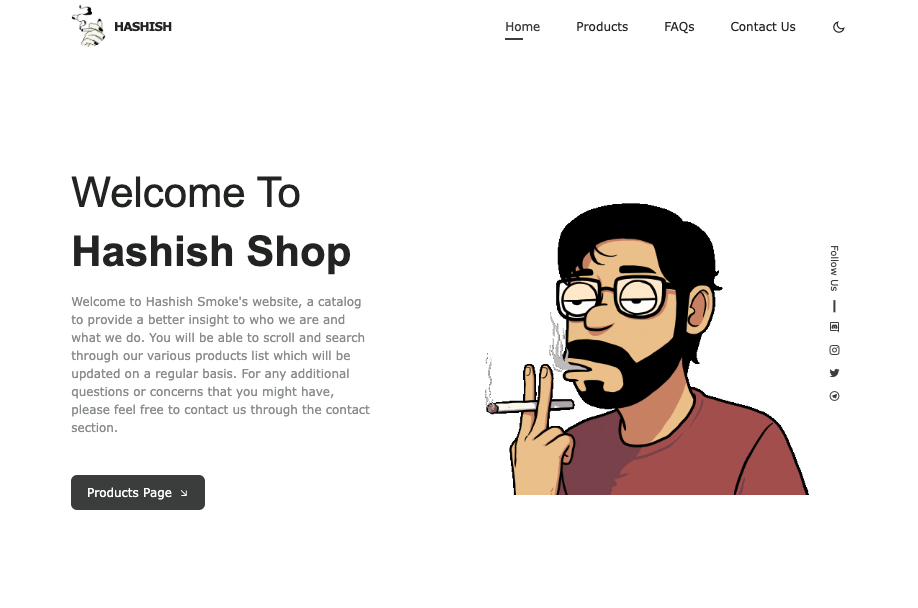 HASHISH
Home
Products
FAQs
Contact Us
Welcome To
Hashish Shop
Welcome to Hashish Smoke's website, a catalog
to provide a better insight to who we are and
what we do. You will be able to scroll and search
through our various products list which will be
updated on a regular basis. For any additional
questions or concerns that you might have,
please feel free to contact us through the contact
section.
Products Page
Follow Us